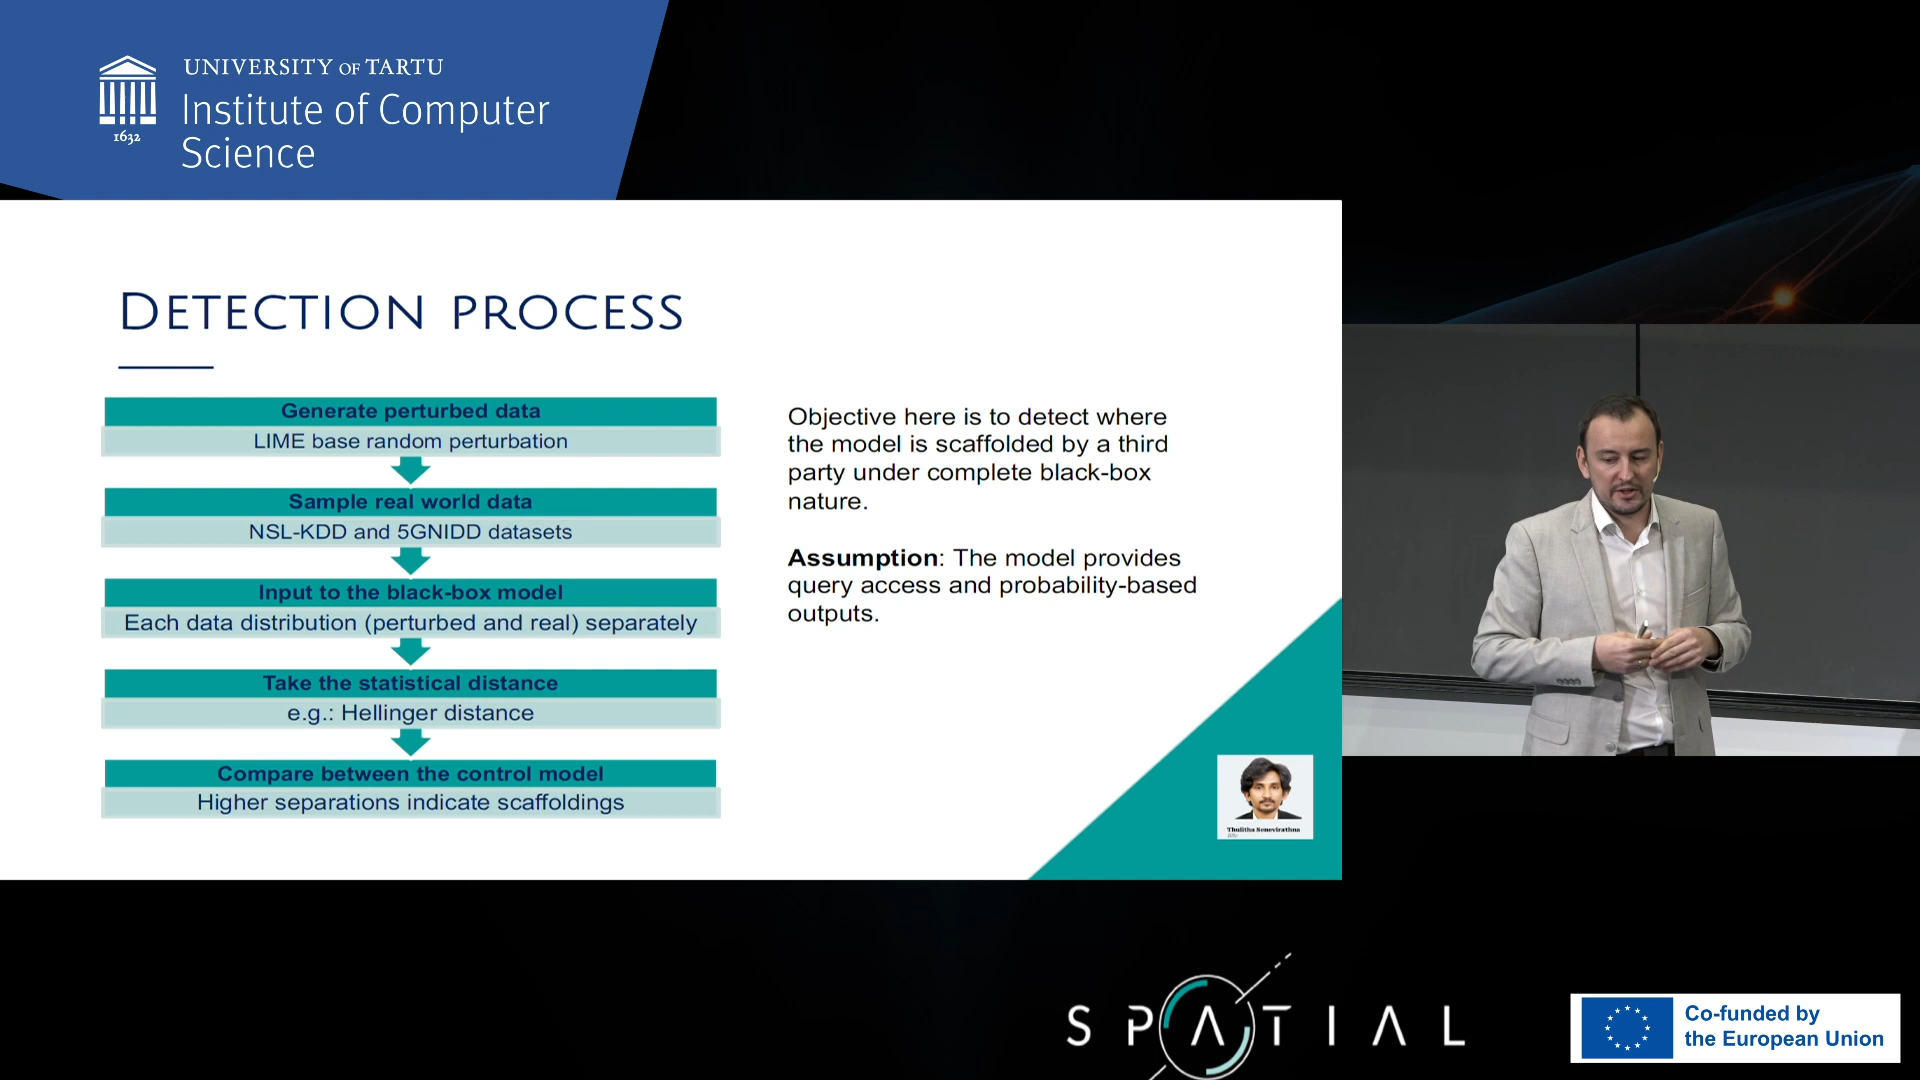 UNIVERSITY OF TARTU
Institute of Computer
Science
1632
DETECTION PROCESS
Generate perturbed data
LIME base random perturbation
Sample real world data
NSL-KDD and 5GNIDD datasets
Input to the black-box model
Each data distribution (perturbed and real) separately
Take the statistical distance
e.g.: Hellinger distance
Compare between the control model
Higher separations indicate scaffoldings
Objective here is to detect where
the model is scaffolded by a third
party under complete black-box
nature.
Assumption: The model provides
query access and probability-based
outputs.
Thulitha Senevirathna
SPATIAL
Co-funded by
the European Union